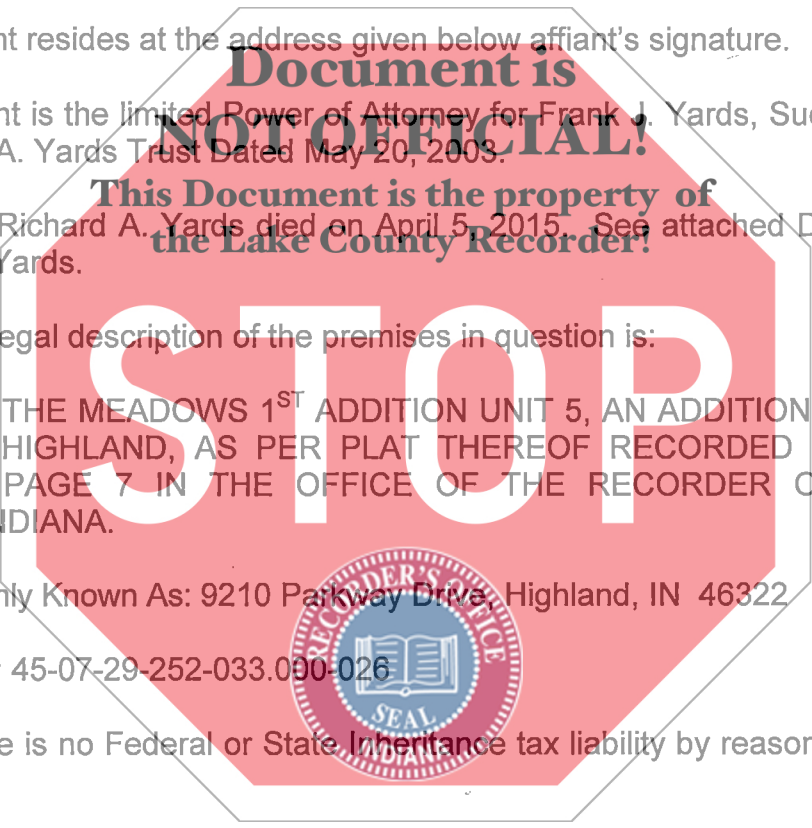 nt resides at the address given below affiant's signature.
Document is
nt is the limited Power of Attorney for Frank J. Yards, Su
NOT OFFICIAL!
A. Yards Trust Dated May 20, 2003.
This Document is the property of
Richard A. Yards died on April 5, 2015. See attached D
the Lake County Recorder!
Yards.
egal description of the premises in question is:
STOP
THE MEADOWS 1ST ADDITION UNIT 5, AN ADDITION
HIGHLAND, AS PER PLAT THEREOF RECORDED
PAGE 7 IN THE OFFICE OF THE RECORDER O
NDIANA.
nly Known As: 9210 Parkway Drive, Highland, IN 46322
RECORDER'S OFFICE
45-07-29-252-033.000-026
SEAL
INDIANA
e is no Federal or State Inheritance tax liability by reason